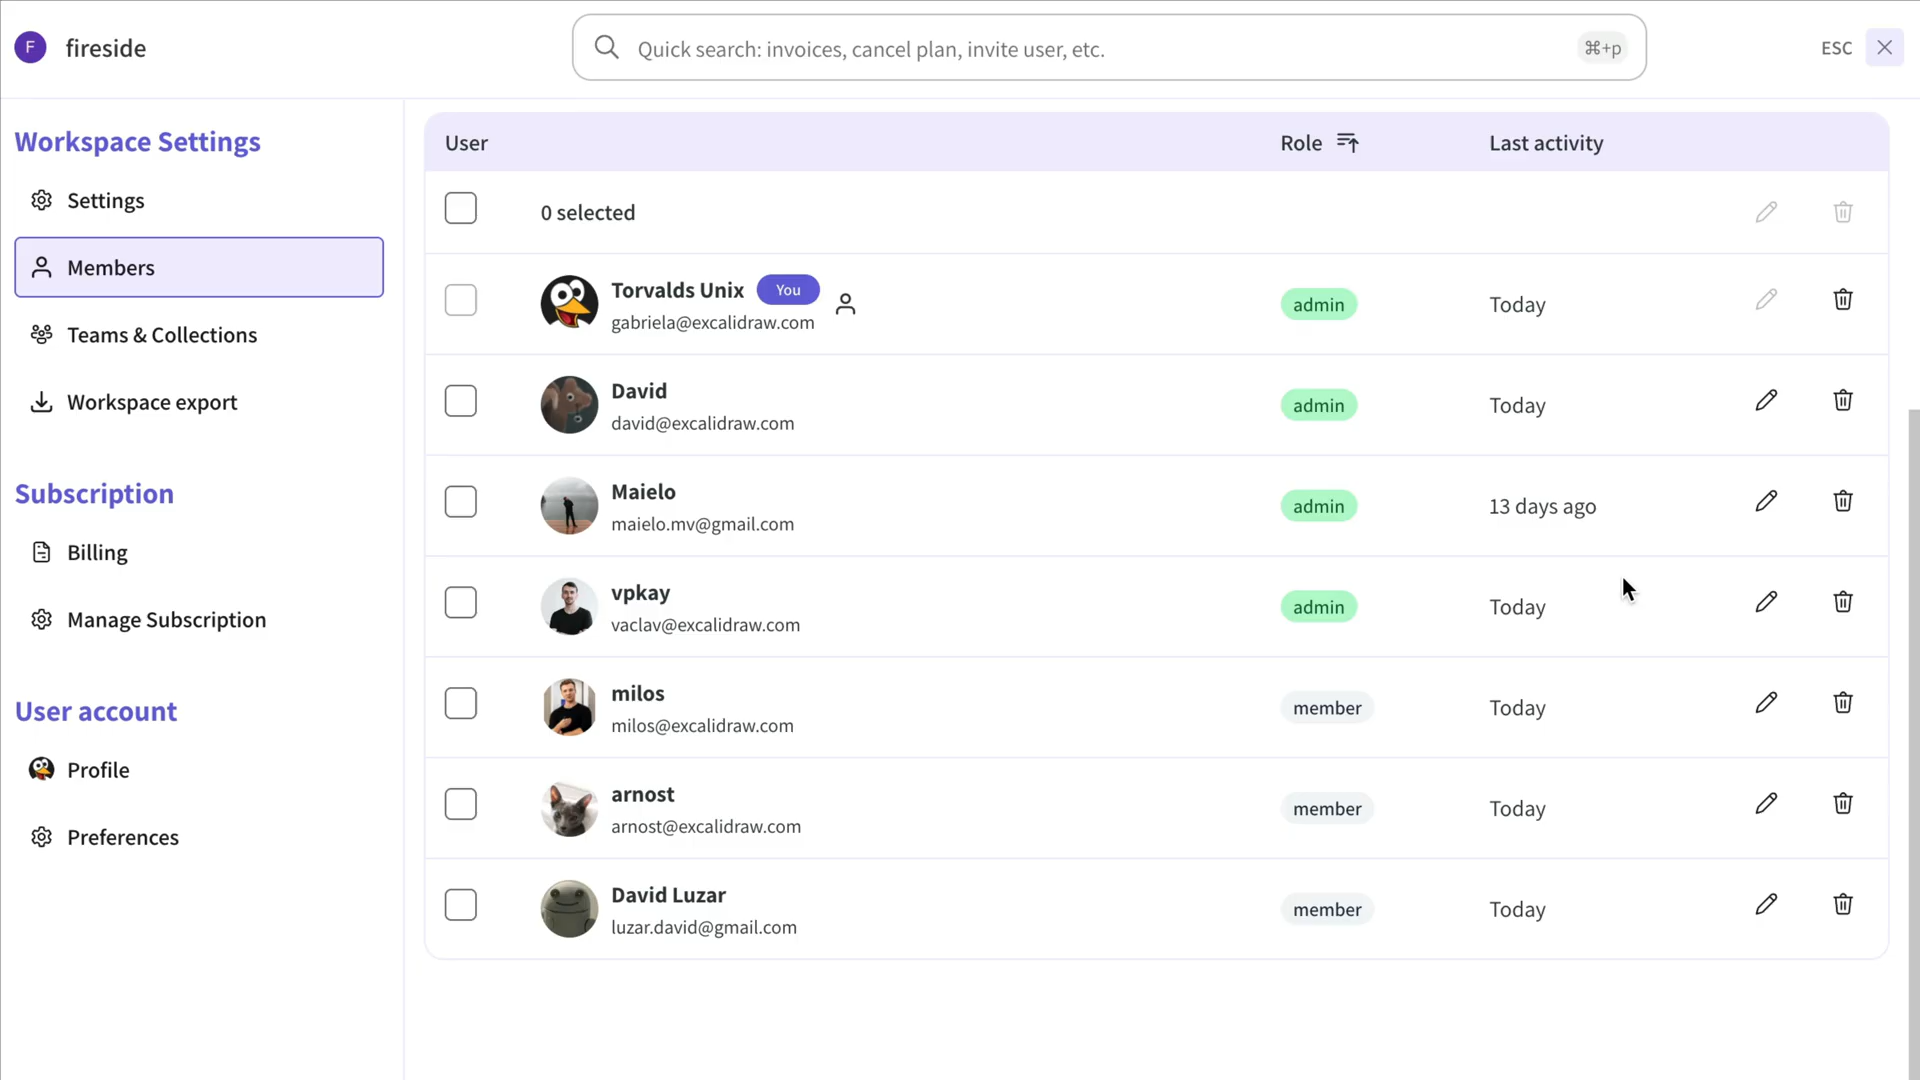 F fireside
Quick search: invoices, cancel plan, invite user, etc. ⌘+p
ESC
Workspace Settings
Settings
Members
Teams & Collections
Workspace export
Subscription
Billing
Manage Subscription
User account
Profile
Preferences
User Role Last activity
0 selected
Torvalds Unix You
gabriela@excalidraw.com
admin Today
David
david@excalidraw.com
admin Today
Maielo
maielo.mv@gmail.com
admin 13 days ago
vpkay
vaclav@excalidraw.com
admin Today
milos
milos@excalidraw.com
member Today
arnost
arnost@excalidraw.com
member Today
David Luzar
luzar.david@gmail.com
member Today